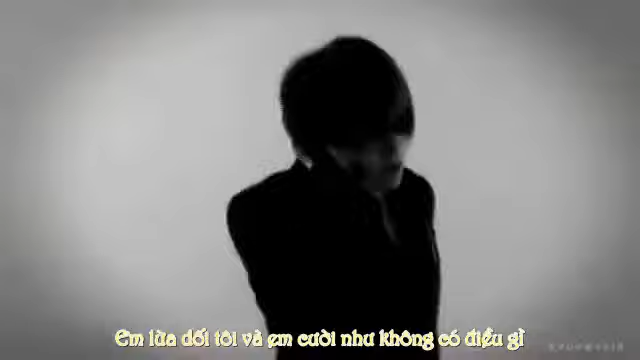 Em lừa dối tôi và em cười như không có điều gì